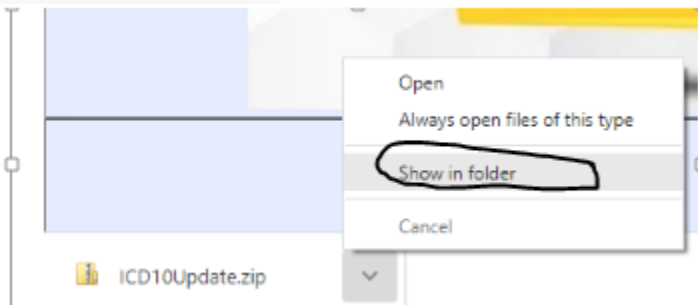 Open
Always open files of this type
Show in folder
Cancel
ICD10Update.zip